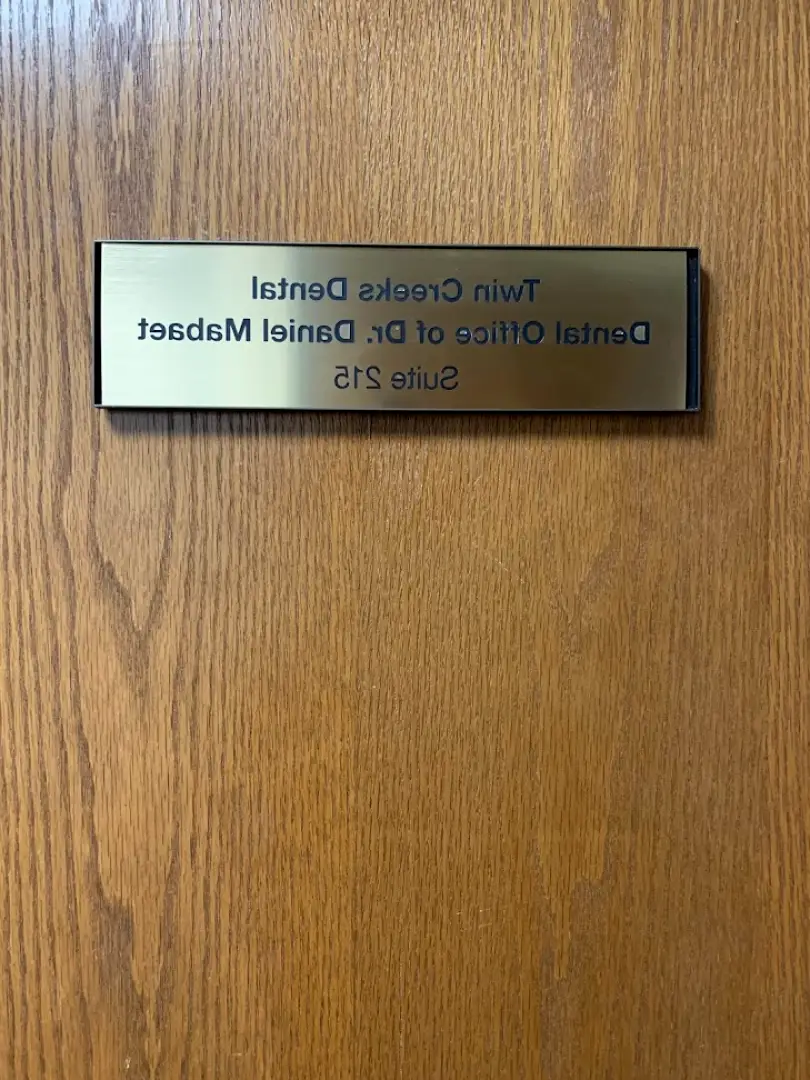 Twin Creeks Dental
Dental Office of Dr. Daniel Mabaet
Suite 215